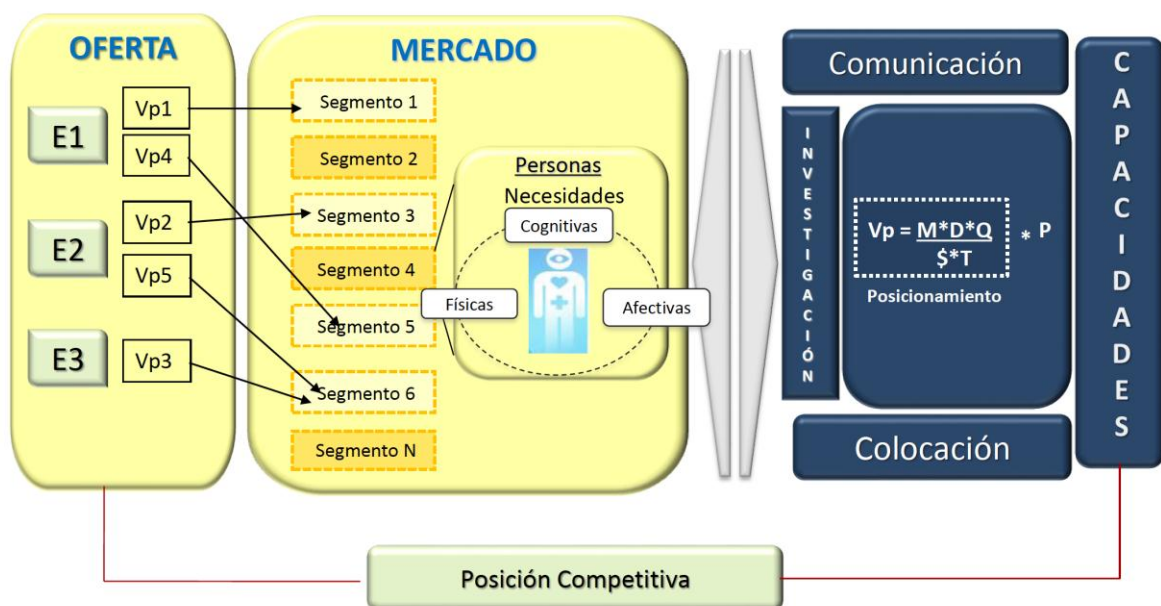 OFERTA
E1
Vp1
Vp4
E2
Vp2
Vp5
E3
Vp3
MERCADO
Segmento 1
Segmento 2
Segmento 3
Segmento 4
Segmento 5
Segmento 6
Segmento N
Personas
Necesidades
Cognitivas
Físicas
Afectivas
Comunicación
INVESTIGACIÓN
Vp = M*D*Q * P
$*T
Posicionamiento
Colocación
CAPACIDADES
Posición Competitiva